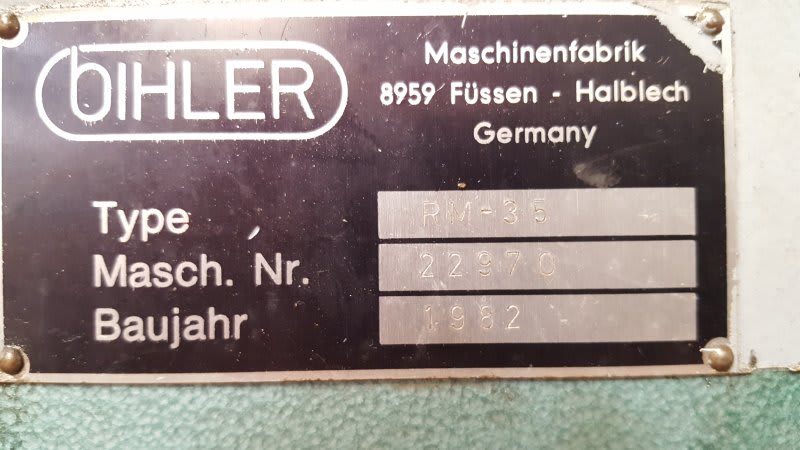 bIHLER
Maschinenfabrik
8959 Füssen - Halblech
Germany
Type RM-35
Masch. Nr. 22970
Baujahr 1982